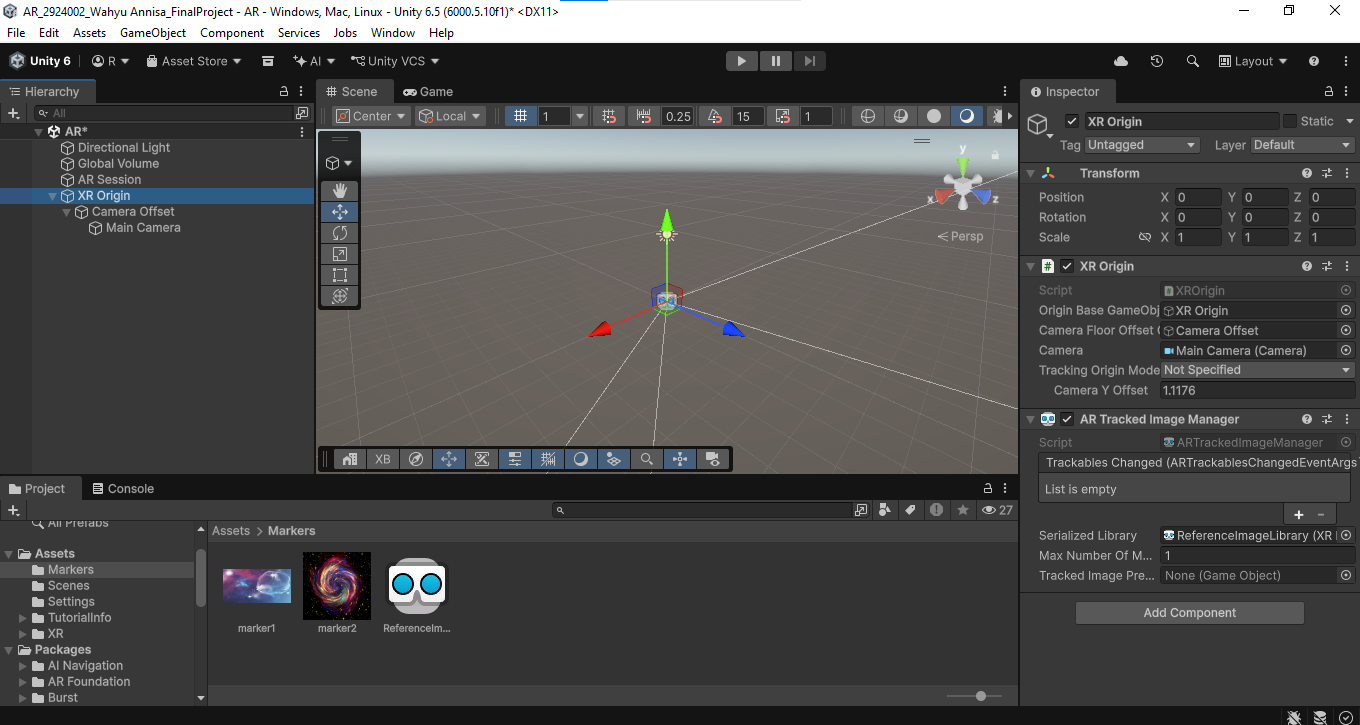 AR_2924002_Wahyu Annisa_FinalProject - AR - Windows, Mac, Linux - Unity 6.5 (6000.5.10f1)* <DX11>
File Edit Assets GameObject Component Services Jobs Window Help
Unity 6 R Asset Store AI Unity VCS Layout
Hierarchy
All
AR*
Directional Light
Global Volume
AR Session
XR Origin
Camera Offset
Main Camera
Scene Game
Center Local 1 0.25 15 1
y
x z
Persp
XB
Inspector
XR Origin Static
Tag Untagged Layer Default
Transform
Position X 0 Y 0 Z 0
Rotation X 0 Y 0 Z 0
Scale X 1 Y 1 Z 1
XR Origin
Script XROrigin
Origin Base GameObj XR Origin
Camera Floor Offset Camera Offset
Camera Main Camera (Camera)
Tracking Origin Mode Not Specified
Camera Y Offset 1.1176
AR Tracked Image Manager
Script ARTrackedImageManager
Trackables Changed (ARTrackablesChangedEventArgs
List is empty
+ -
Serialized Library ReferenceImageLibrary (XR
Max Number Of M... 1
Tracked Image Pre... None (Game Object)
Add Component
Project Console
27
All Prefabs
Assets
Markers
Scenes
Settings
TutorialInfo
XR
Packages
AI Navigation
AR Foundation
Burst
Assets > Markers
marker1 marker2 ReferenceIm...